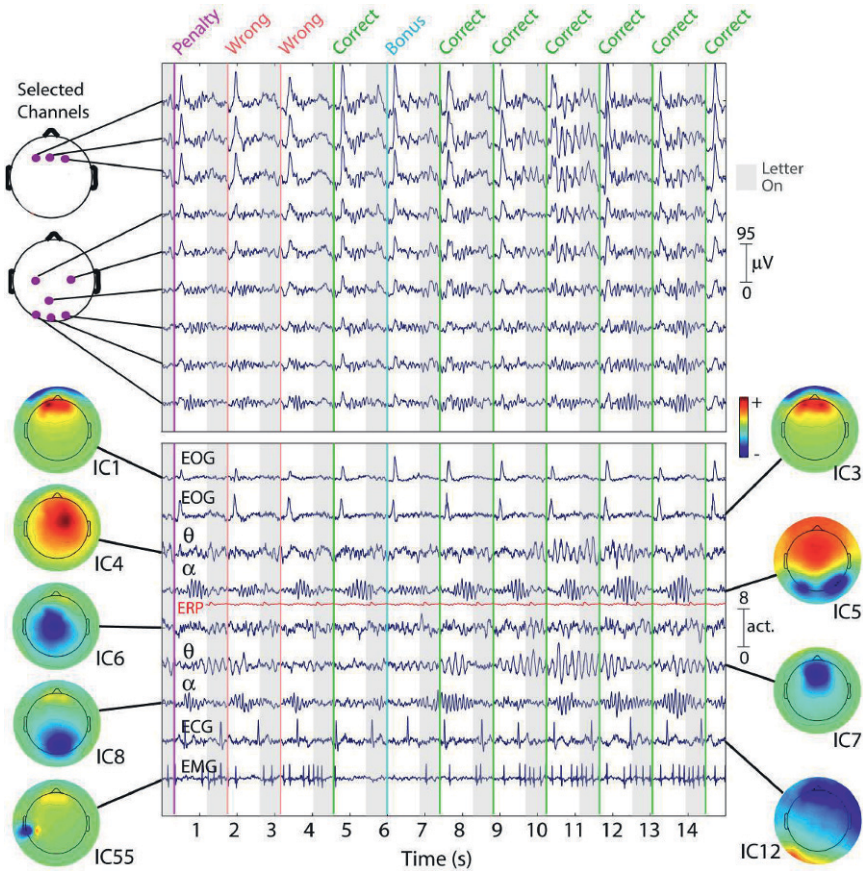 Penalty Wrong Wrong Correct Bonus Correct Correct Correct Correct Correct Correct
Selected
Channels
Letter
On
95
μV
0
+
-
IC1
EOG
IC3
EOG
IC4
θ
α
IC5
ERP
8
act.
0
IC6
θ
IC7
α
IC8
ECG
EMG
IC55
IC12
1 2 3 4 5 6 7 8 9 10 11 12 13 14
Time (s)